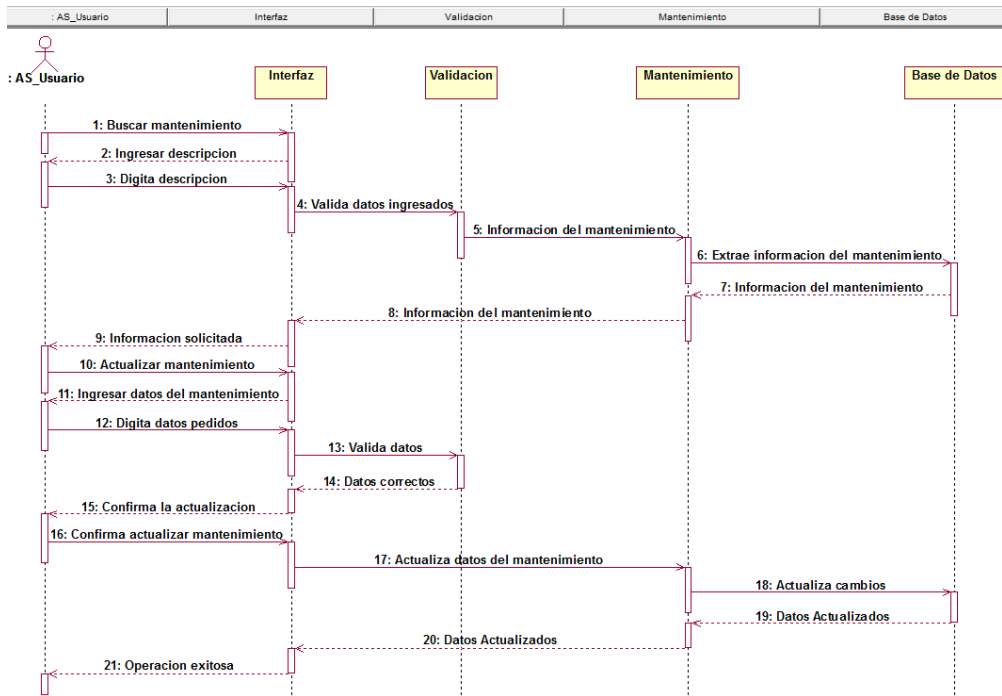 : AS_Usuario
Interfaz
Validacion
Mantenimiento
Base de Datos
: AS_Usuario
Interfaz
Validacion
Mantenimiento
Base de Datos
1: Buscar mantenimiento
2: Ingresar descripcion
3: Digita descripcion
4: Valida datos ingresados
5: Informacion del mantenimiento
6: Extrae informacion del mantenimiento
7: Informacion del mantenimiento
8: Informacion del mantenimiento
9: Informacion solicitada
10: Actualizar mantenimiento
11: Ingresar datos del mantenimiento
12: Digita datos pedidos
13: Valida datos
14: Datos correctos
15: Confirma la actualizacion
16: Confirma actualizar mantenimiento
17: Actualiza datos del mantenimiento
18: Actualiza cambios
19: Datos Actualizados
20: Datos Actualizados
21: Operacion exitosa